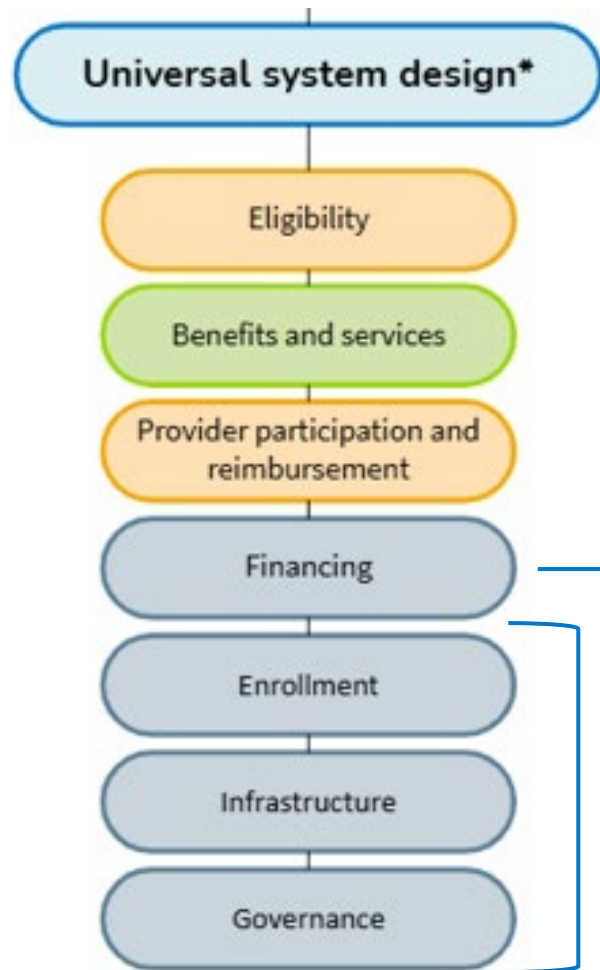 Universal system design*
Eligibility
Benefits and services
Provider participation and
reimbursement
Financing
Enrollment
Infrastructure
Governance